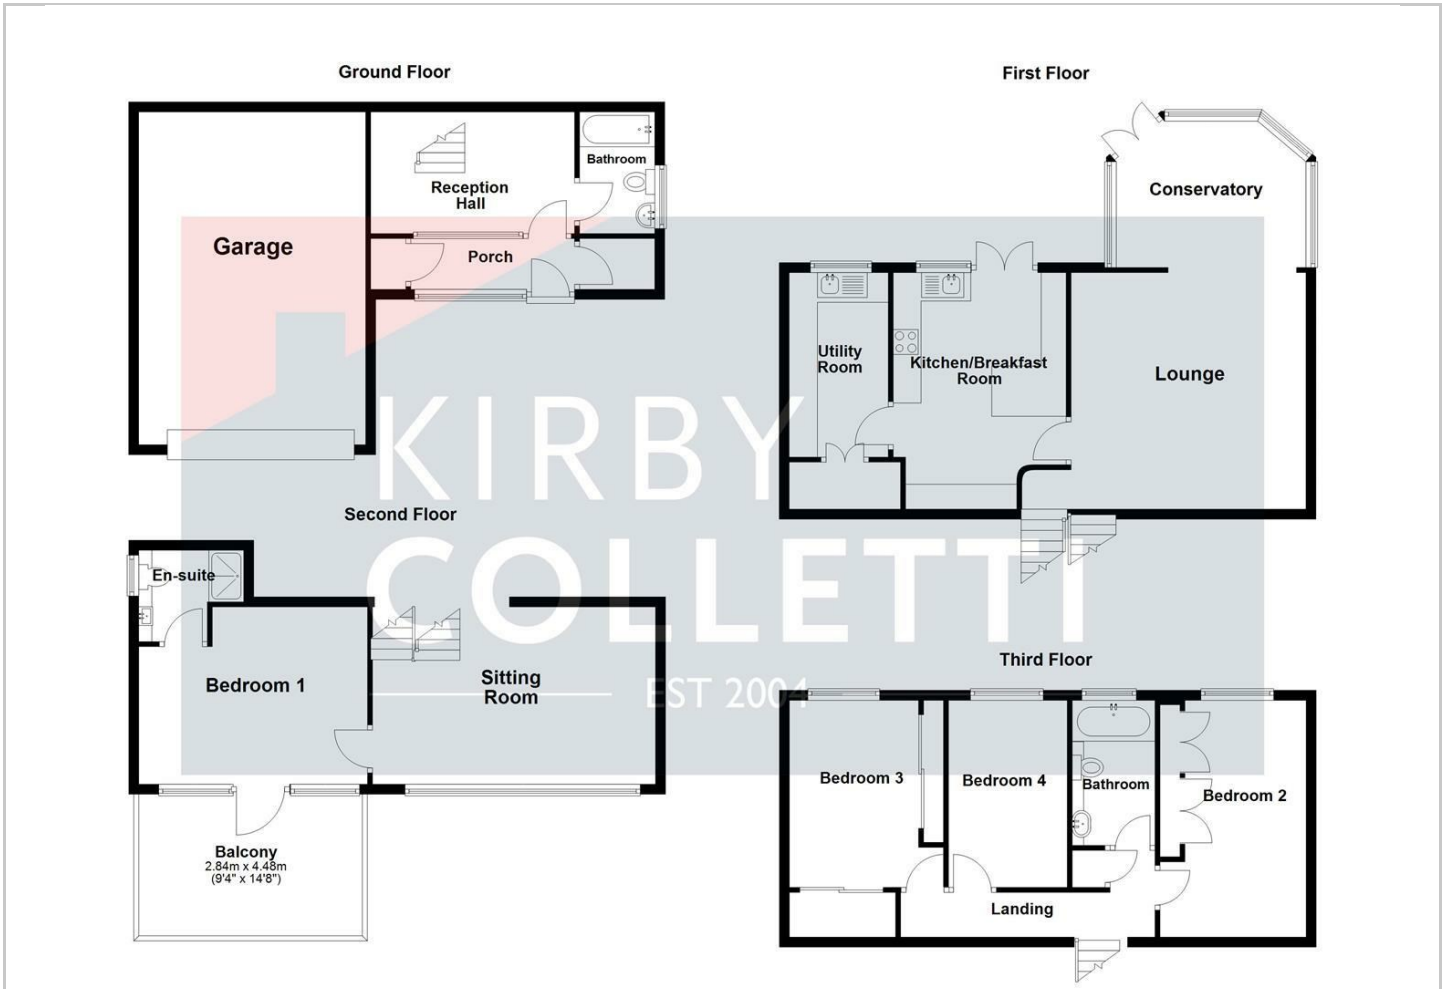 Ground Floor
Garage
Reception
Hall
Bathroom
Porch
First Floor
Conservatory
Utility
Room
Kitchen/Breakfast
Room
Lounge
KIRBY
COLLETTI
EST 2004
Second Floor
En-suite
Bedroom 1
Sitting
Room
Balcony
2.84m x 4.48m
(9'4" x 14'8")
Third Floor
Bedroom 3
Bedroom 4
Bathroom
Bedroom 2
Landing